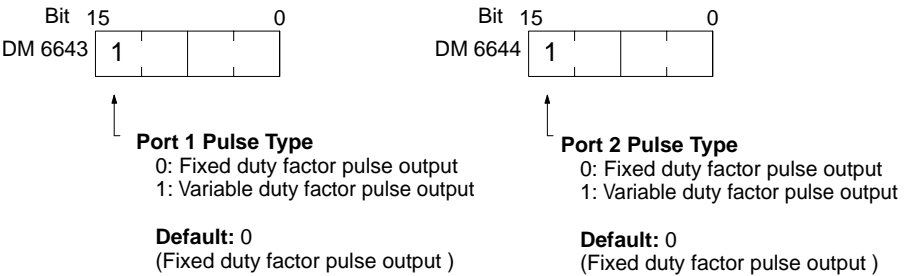 Bit 15 0
DM 6643 1
Port 1 Pulse Type
0: Fixed duty factor pulse output
1: Variable duty factor pulse output
Default: 0
(Fixed duty factor pulse output )
Bit 15 0
DM 6644 1
Port 2 Pulse Type
0: Fixed duty factor pulse output
1: Variable duty factor pulse output
Default: 0
(Fixed duty factor pulse output )